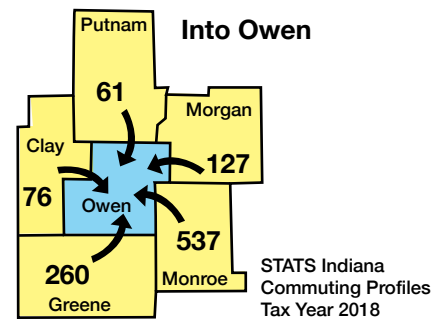 Putnam
Into Owen
61
Morgan
Clay
127
76
Owen
537
260
Monroe
Greene
STATS Indiana
Commuting Profiles
Tax Year 2018